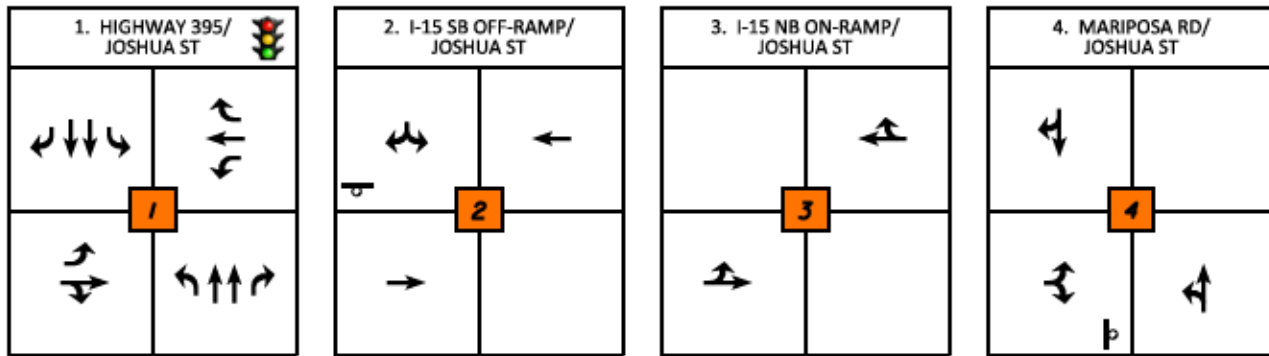 1. HIGHWAY 395/
JOSHUA ST
2. I-15 SB OFF-RAMP/
JOSHUA ST
3. I-15 NB ON-RAMP/
JOSHUA ST
4. MARIPOSA RD/
JOSHUA ST
1
2
3
4